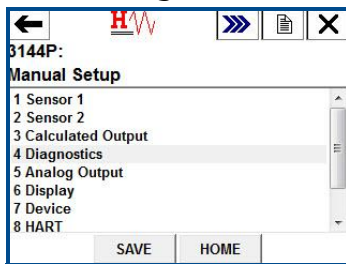 H
3144P:
Manual Setup
1 Sensor 1
2 Sensor 2
3 Calculated Output
4 Diagnostics
5 Analog Output
6 Display
7 Device
8 HART
SAVE HOME